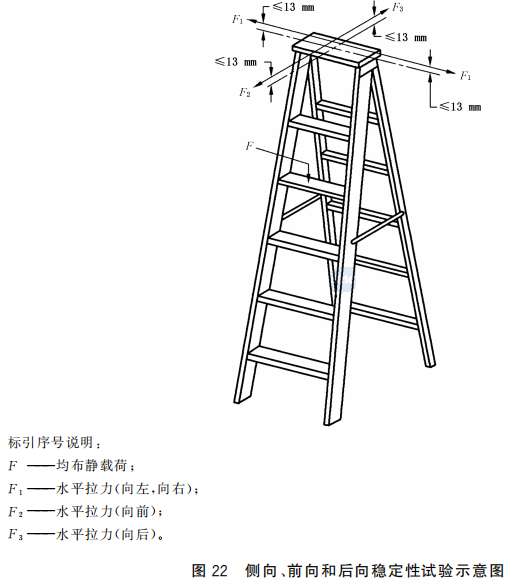 ≤13 mm
F₃
F₁
≤13 mm
≤13 mm
F₁
F₂
≤13 mm
F
标引序号说明:
F ——均布静载荷;
F₁——水平拉力(向左,向右);
F₂——水平拉力(向前);
F₃——水平拉力(向后)。
图 22 侧向、前向和后向稳定性试验示意图